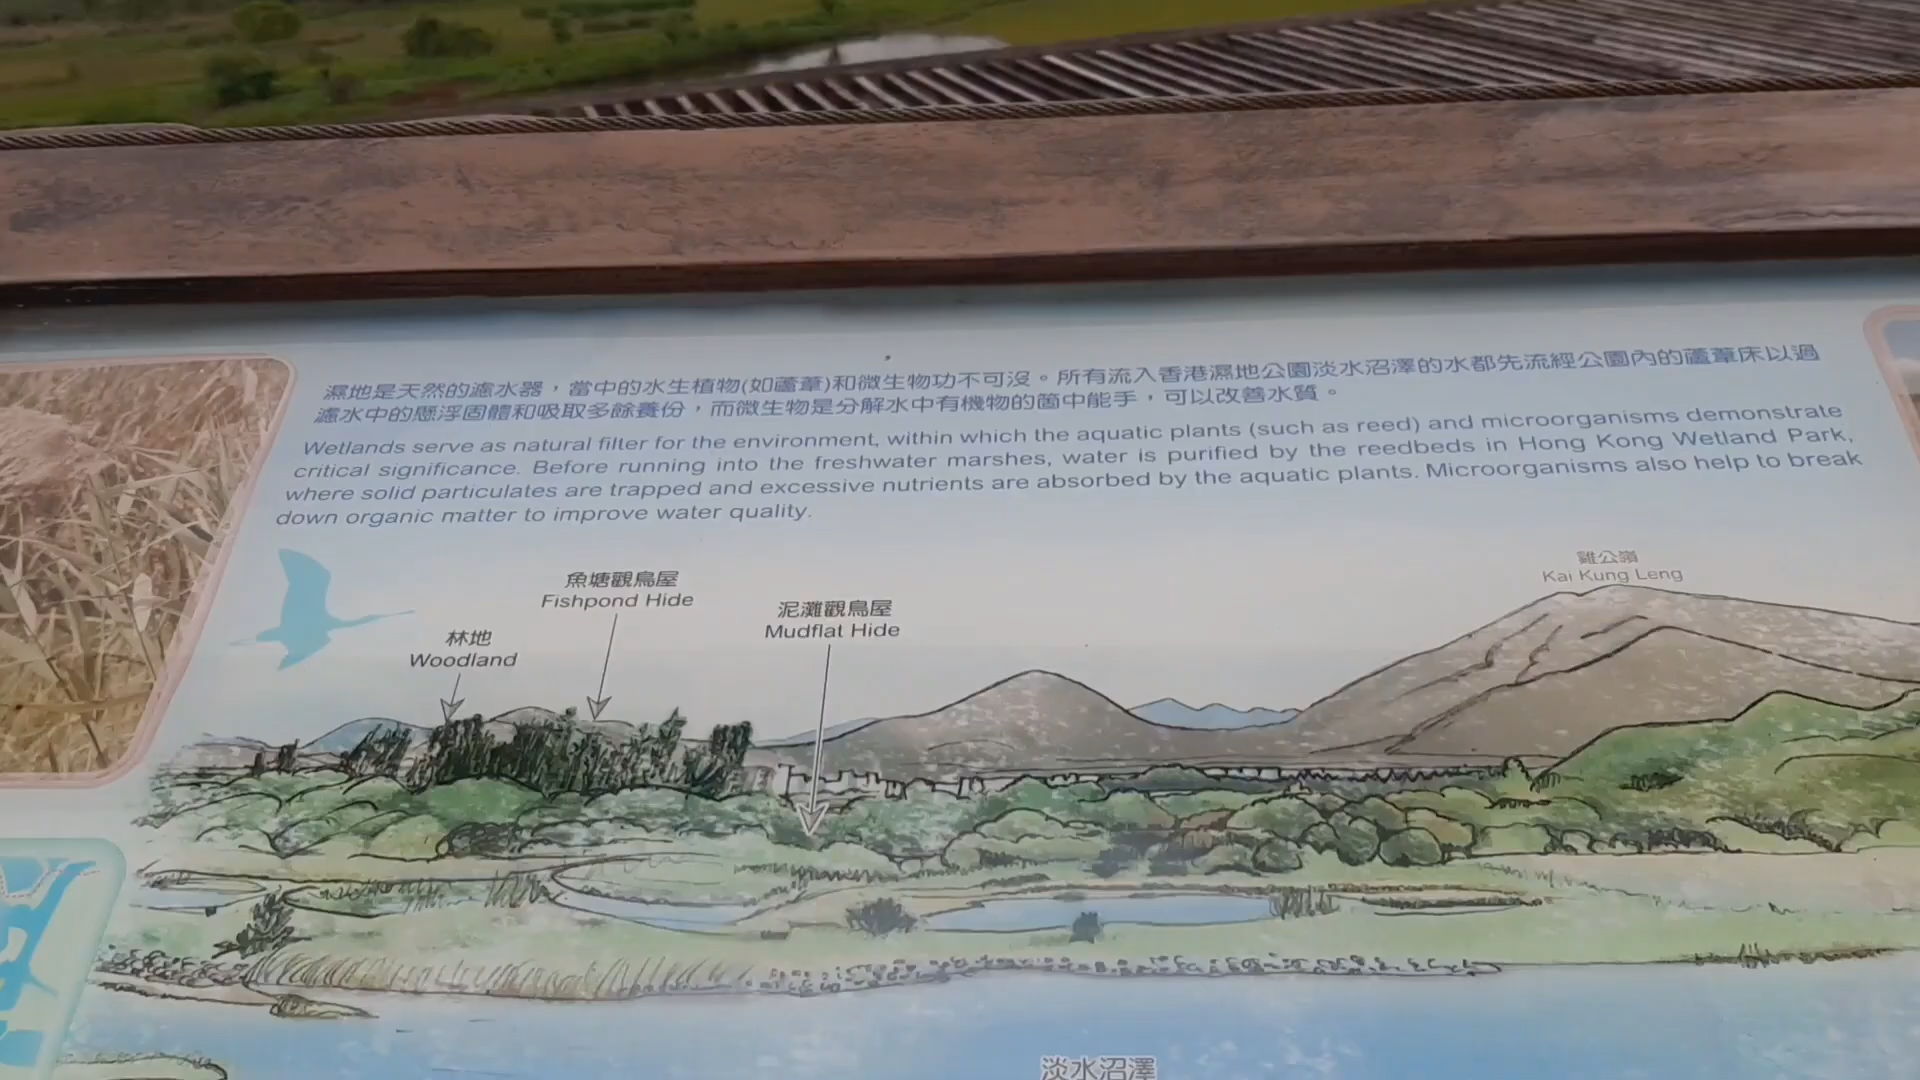 濕地是天然的濾水器，當中的水生植物(如蘆葦)和微生物功不可沒。所有流入香港濕地公園淡水沼澤的水都先流經公園內的蘆葦床以過
濾水中的懸浮固體和吸取多餘養份，而微生物是分解水中有機物的箇中能手，可以改善水質。
Wetlands serve as natural filter for the environment, within which the aquatic plants (such as reed) and microorganisms demonstrate
critical significance. Before running into the freshwater marshes, water is purified by the reedbeds in Hong Kong Wetland Park,
where solid particulates are trapped and excessive nutrients are absorbed by the aquatic plants. Microorganisms also help to break
down organic matter to improve water quality.
雞公嶺
Kai Kung Leng
魚塘觀鳥屋
Fishpond Hide
泥灘觀鳥屋
Mudflat Hide
林地
Woodland
淡水沼澤